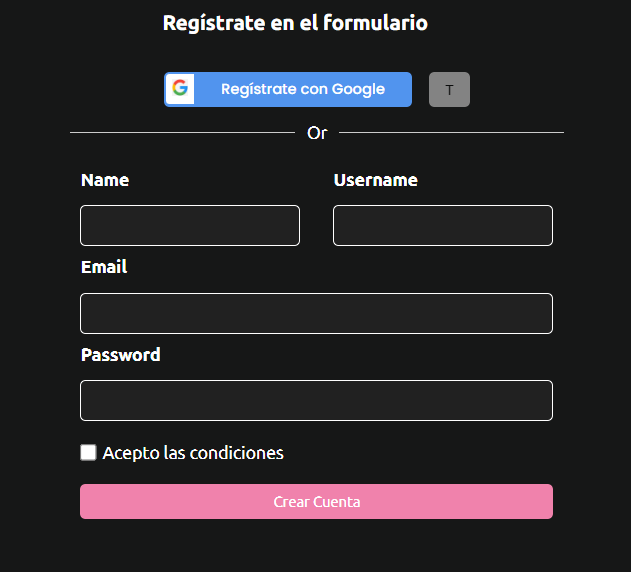 Regístrate en el formulario
Regístrate con Google T
Or
Name Username
Email
Password
Acepto las condiciones
Crear Cuenta